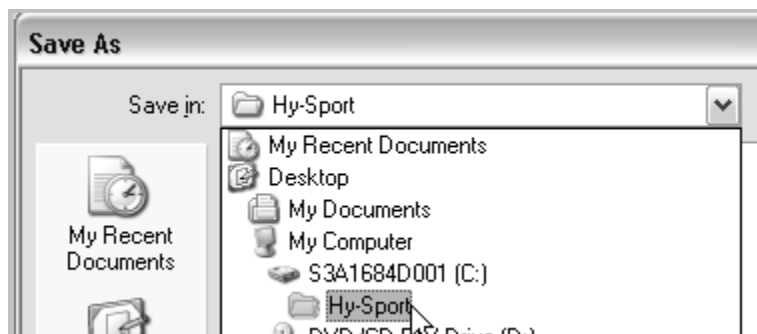 Save As
Save in: Hy-Sport
My Recent Documents
Desktop
My Documents
My Computer
S3A1684D001 (C:)
Hy-Sport
My Recent
Documents